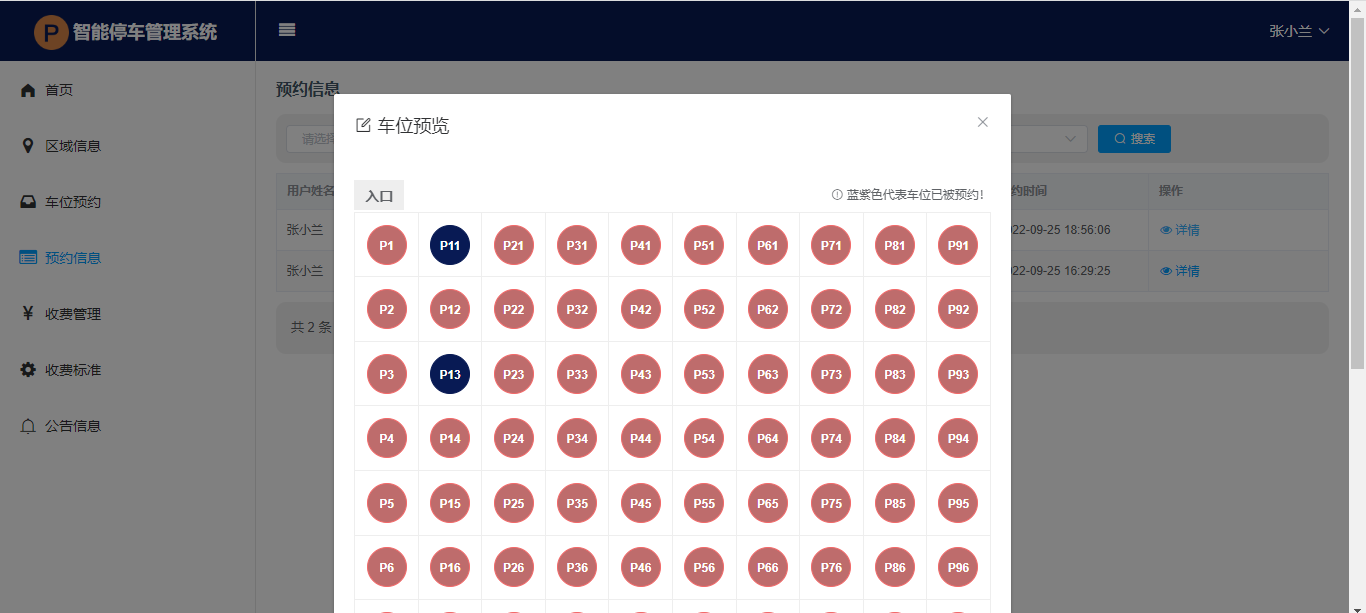 P 智能停车管理系统
张小兰
首页
区域信息
车位预约
预约信息
收费管理
收费标准
公告信息
预约信息
请选择
搜索
用户姓名
约时间
操作
张小兰
22-09-25 18:56:06
详情
张小兰
22-09-25 16:29:25
详情
共 2 条
车位预览
入口
蓝紫色代表车位已被预约!
P1 P11 P21 P31 P41 P51 P61 P71 P81 P91
P2 P12 P22 P32 P42 P52 P62 P72 P82 P92
P3 P13 P23 P33 P43 P53 P63 P73 P83 P93
P4 P14 P24 P34 P44 P54 P64 P74 P84 P94
P5 P15 P25 P35 P45 P55 P65 P75 P85 P95
P6 P16 P26 P36 P46 P56 P66 P76 P86 P96